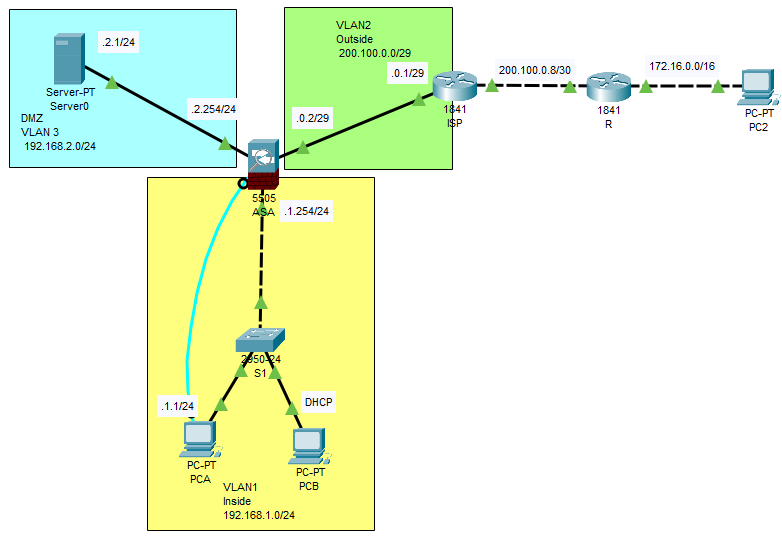 .2.1/24
Server-PT
Server0
DMZ
VLAN 3
192.168.2.0/24
.2.254/24
VLAN2
Outside
200.100.0.0/29
.0.1/29
.0.2/29
1841
ISP
200.100.0.8/30
1841
R
172.16.0.0/16
PC-PT
PC2
5505
ASA
.1.254/24
2950-24
S1
.1.1/24
DHCP
PC-PT
PCA
PC-PT
PCB
VLAN1
Inside
192.168.1.0/24